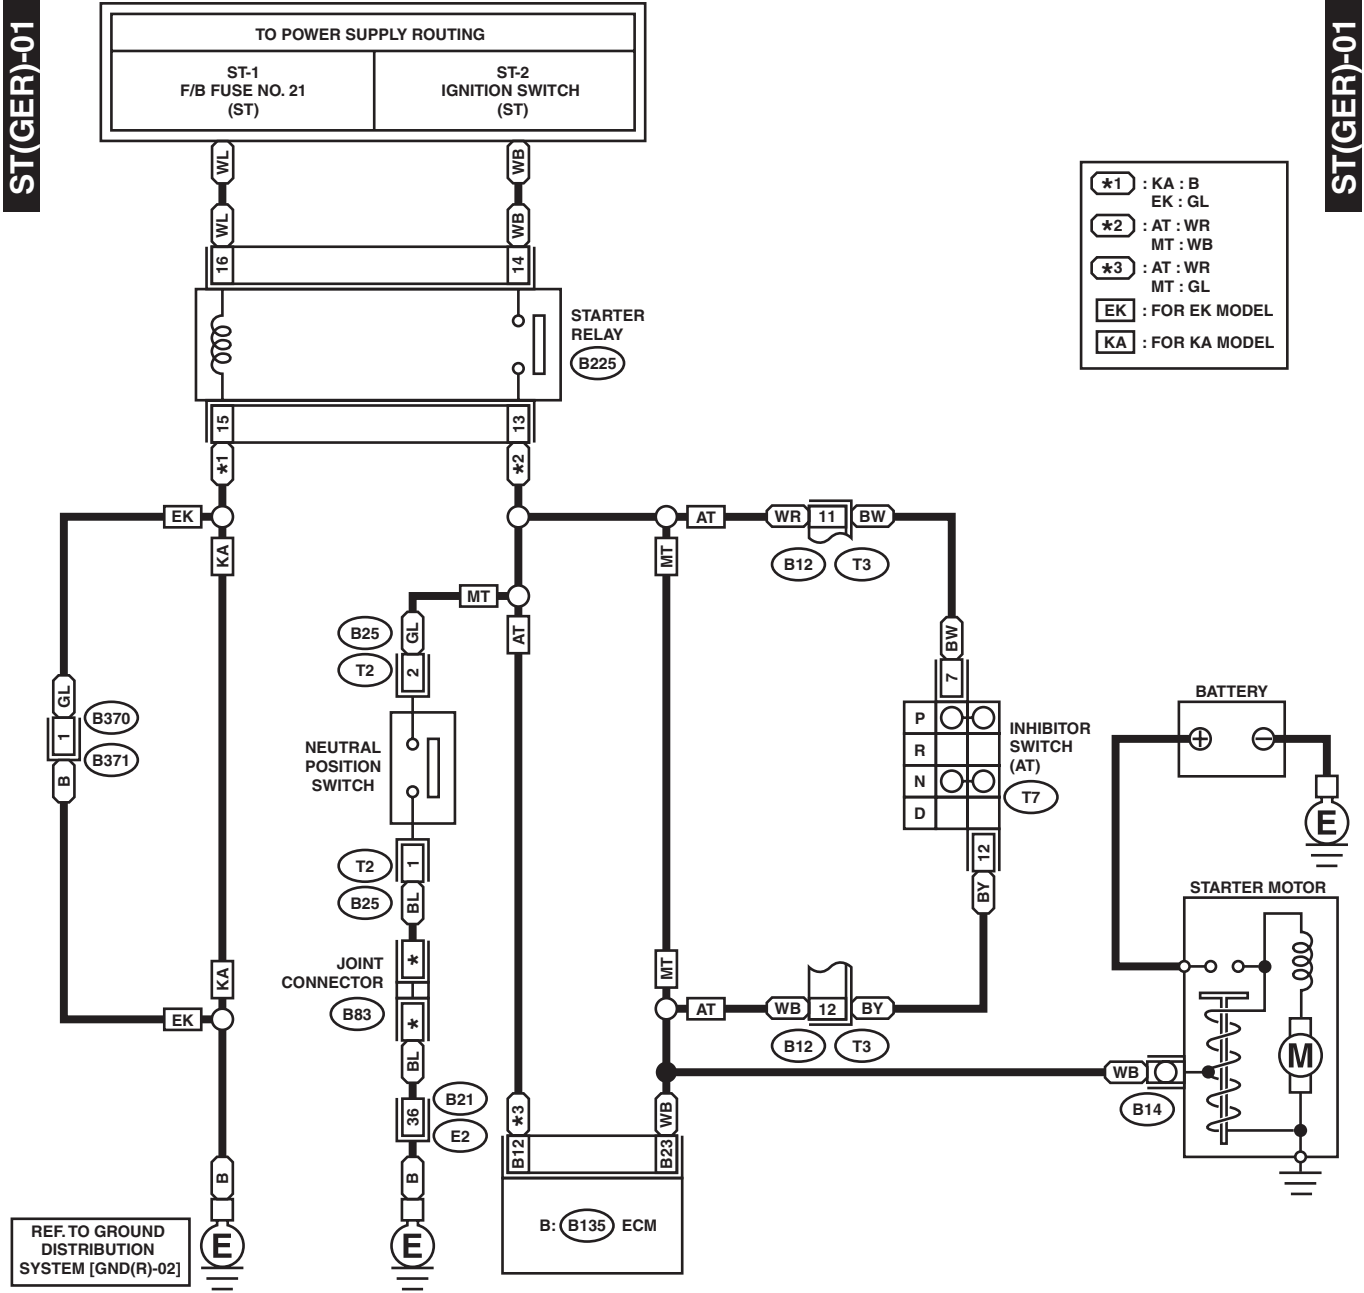 ST(GER)-01
ST(GER)-01
TO POWER SUPPLY ROUTING
ST-1
F/B FUSE NO. 21
(ST)
ST-2
IGNITION SWITCH
(ST)
WL
WB
WL
WB
16
14
STARTER
RELAY
B225
15
13
*1
*2
*1 : KA : B
EK : GL
*2 : AT : WR
MT : WB
*3 : AT : WR
MT : GL
EK : FOR EK MODEL
KA : FOR KA MODEL
EK
KA
AT
WR
11
BW
MT
B12
T3
MT
AT
B25
GL
T2
2
BW
7
GL
1
B
B370
B371
NEUTRAL
POSITION
SWITCH
P
R
N
D
INHIBITOR
SWITCH
(AT)
T7
12
BY
BATTERY
+
−
E
T2
1
B25
BL
JOINT
CONNECTOR
B83
*
*
BL
KA
EK
MT
AT
WB
12
BY
B12
T3
STARTER MOTOR
M
WB
B14
36
B21
E2
*3
WB
B12
B23
B: B135 ECM
B
B
E
E
REF. TO GROUND
DISTRIBUTION
SYSTEM [GND(R)-02]